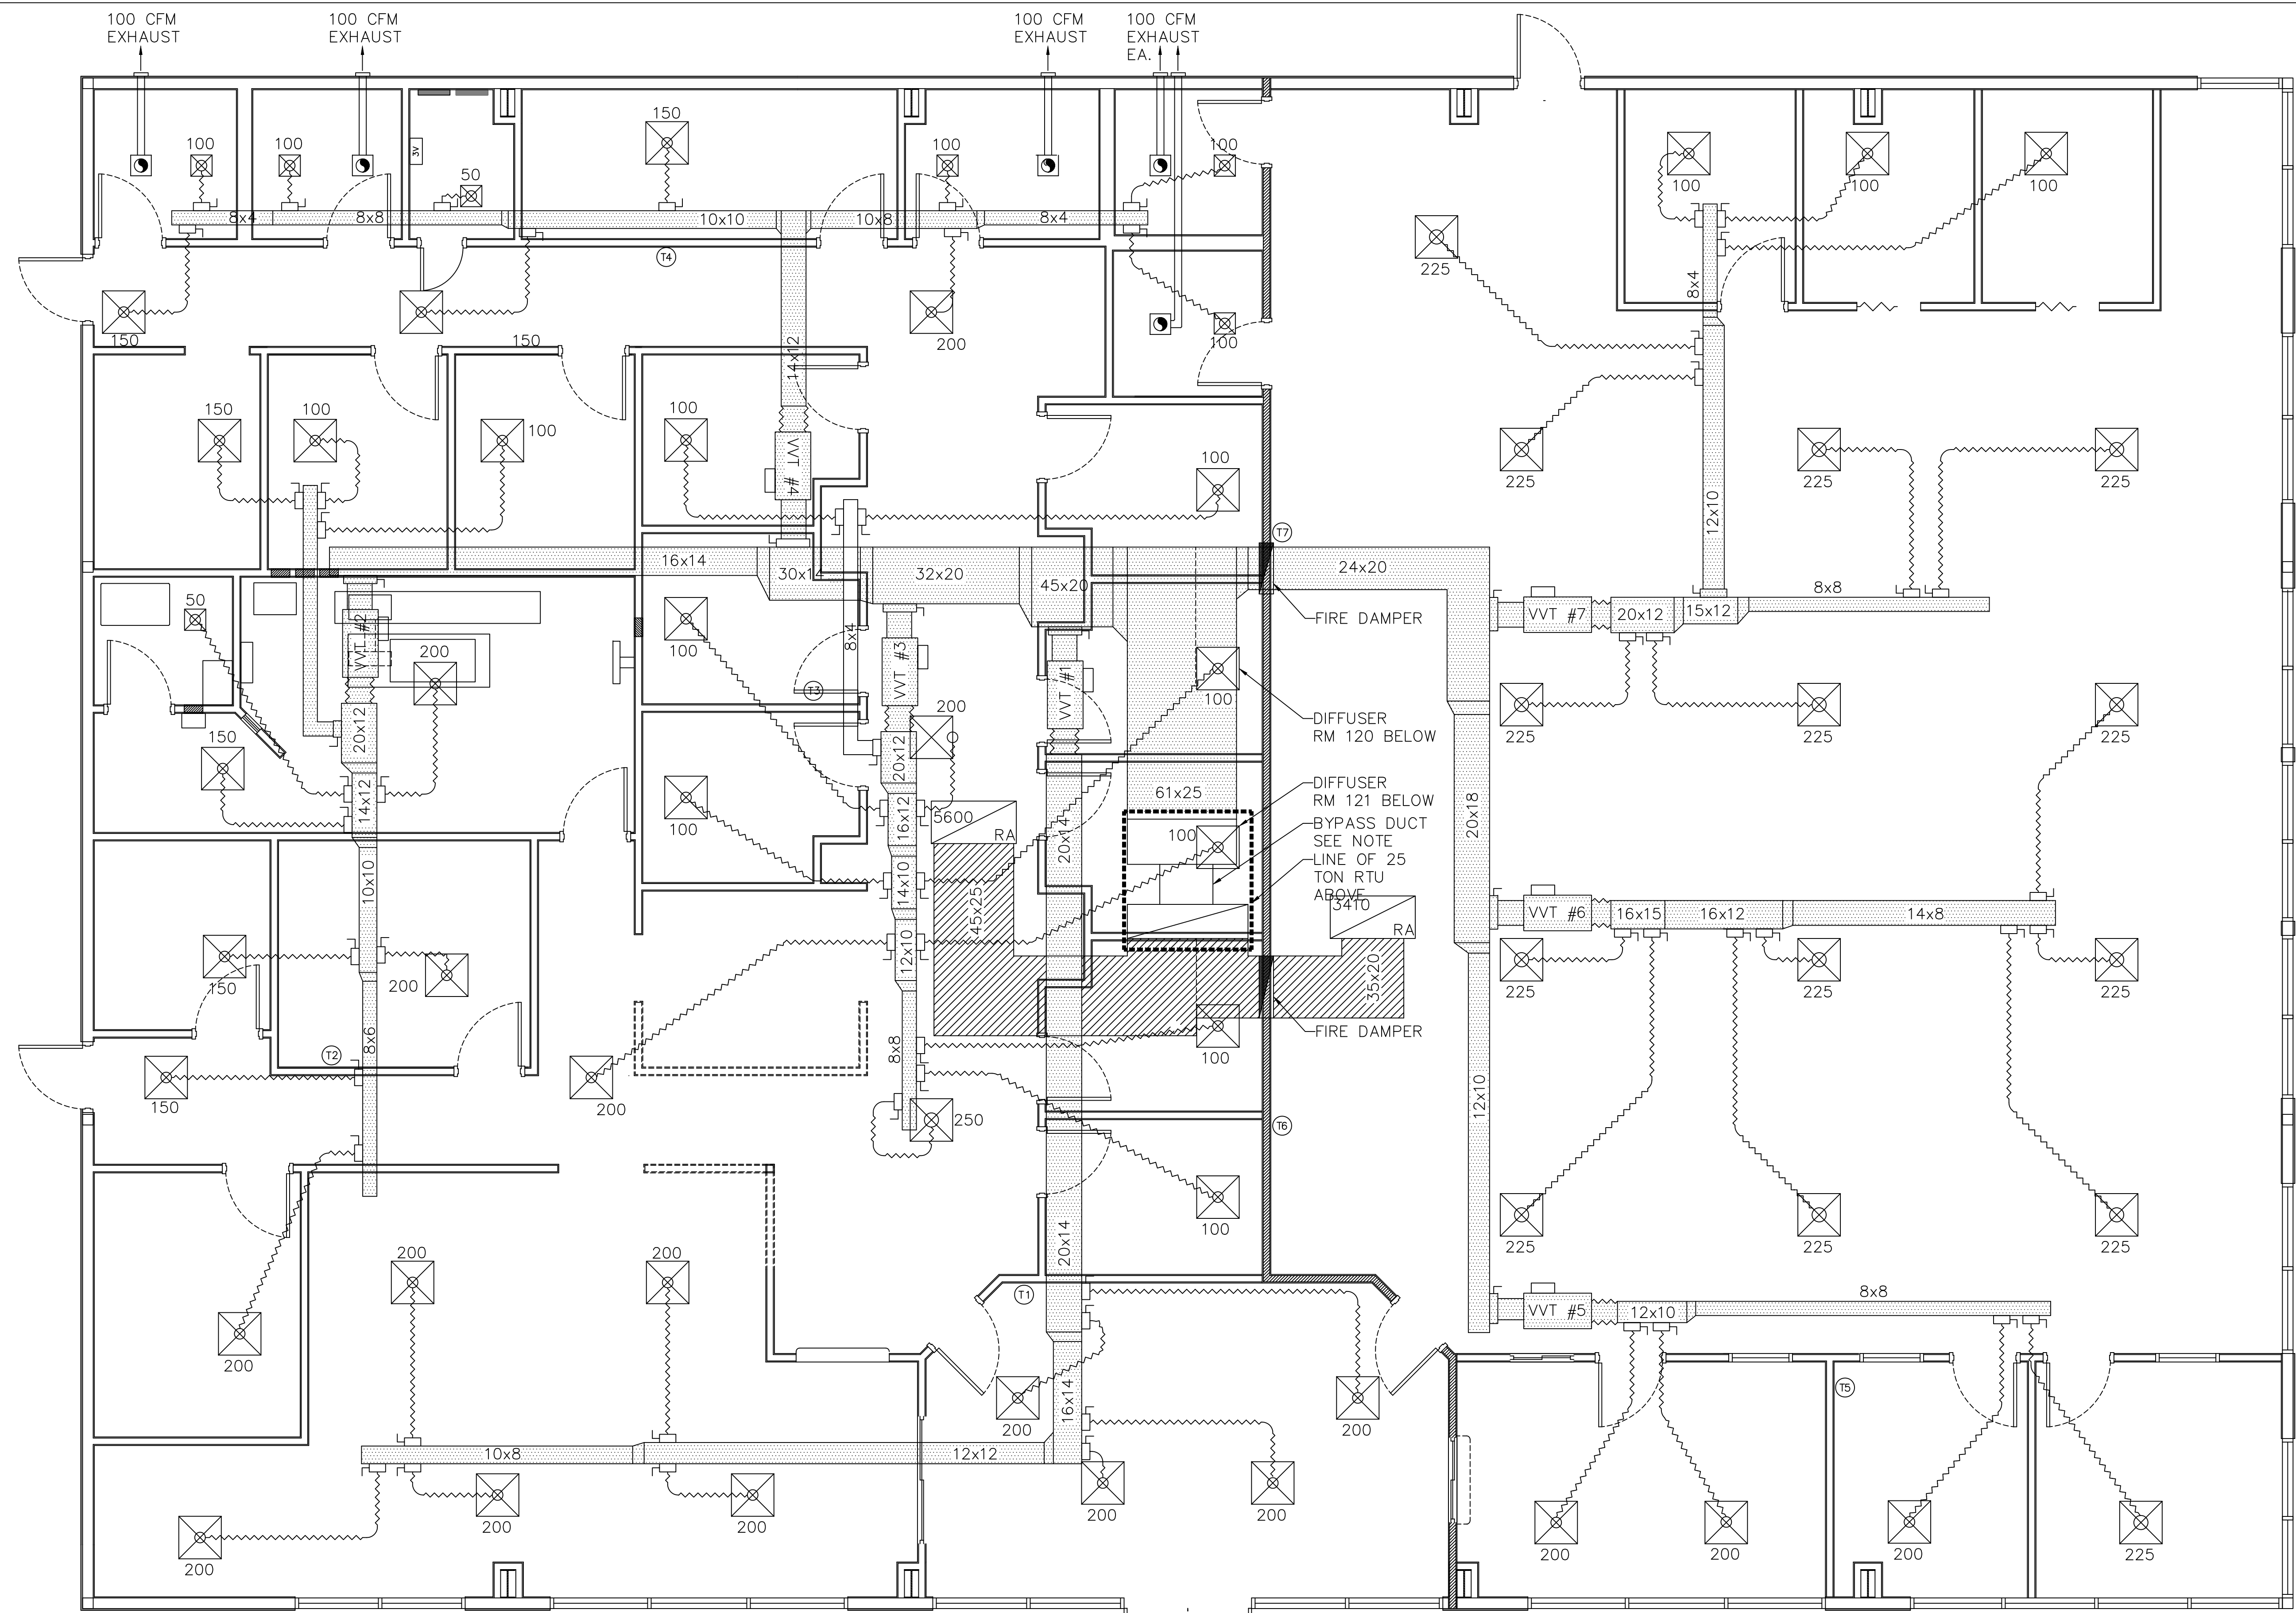 100 CFM
EXHAUST
100 CFM
EXHAUST
100 CFM
EXHAUST
100 CFM
EXHAUST
EA.
100
100
3V
50
150
100
100
100
100
100
8x4
8x8
10x10
10x8
8x4
T4
150
150
200
100
225
8x4
14x12
150
100
100
100
VVT #4
100
225
225
225
12x10
T7
16x14
30x14
32x20
45x20
24x20
FIRE DAMPER
VVT #7
20x12
15x12
8x8
50
VVT #2
200
100
8x4
T3
VVT #3
VVT #1
100
DIFFUSER
RM 120 BELOW
225
225
225
150
20x12
14x12
200
20x12
16x12
100
5600
RA
20x14
61x25
100
DIFFUSER
RM 121 BELOW
BYPASS DUCT
SEE NOTE
LINE OF 25
TON RTU
ABOVE
20x18
10x10
14x10
45x25
3410
RA
VVT #6
16x15
16x12
14x8
150
200
12x10
35x20
225
225
225
FIRE DAMPER
T2
8x6
8x8
100
150
200
250
T6
12x10
100
225
225
225
200
200
200
20x14
T1
VVT #5
12x10
8x8
16x14
200
200
T5
10x8
12x12
200
200
200
200
200
200
200
200
225